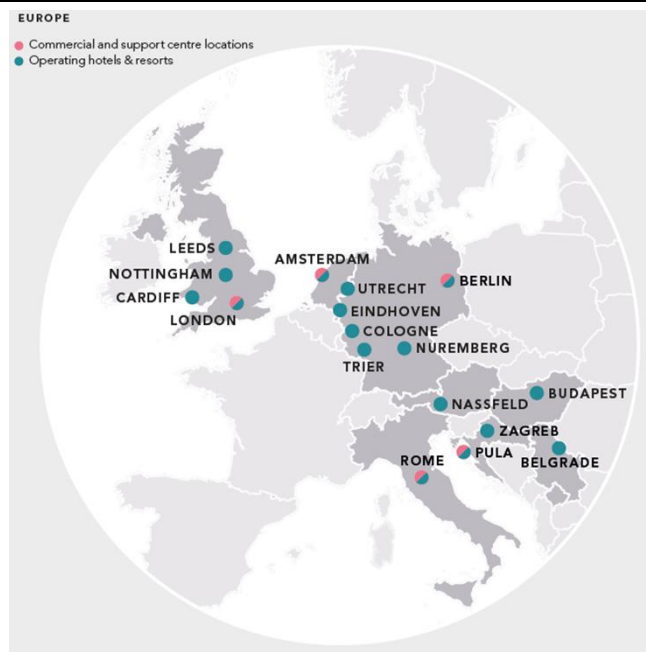 EUROPE
Commercial and support centre locations
Operating hotels & resorts
LEEDS
AMSTERDAM
NOTTINGHAM
BERLIN
UTRECHT
CARDIFF
EINDHOVEN
LONDON
COLOGNE
NUREMBERG
TRIER
BUDAPEST
NASSFELD
ZAGREB
PULA
ROME
BELGRADE